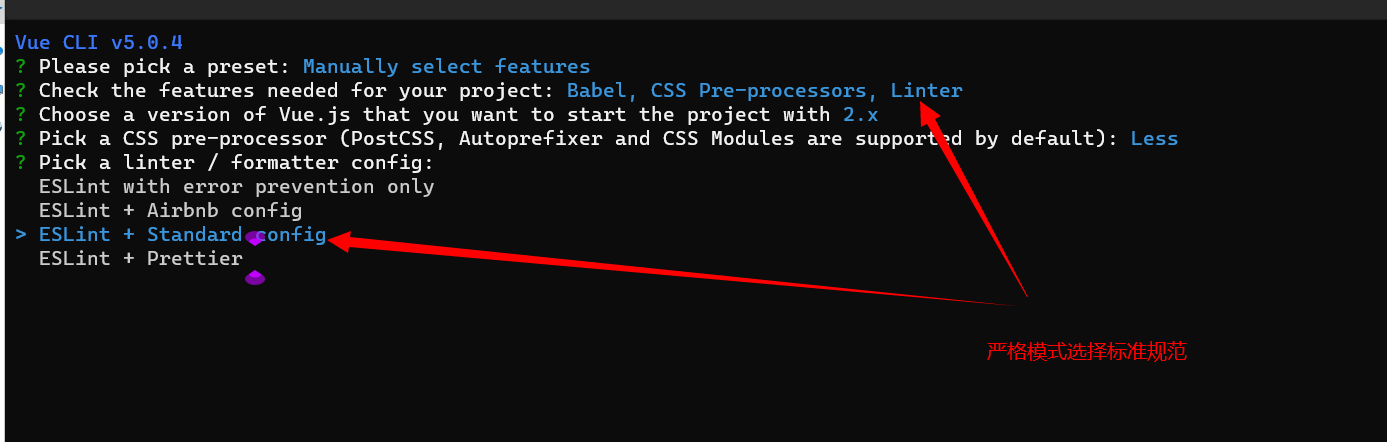 Vue CLI v5.0.4
? Please pick a preset: Manually select features
? Check the features needed for your project: Babel, CSS Pre-processors, Linter
? Choose a version of Vue.js that you want to start the project with 2.x
? Pick a CSS pre-processor (PostCSS, Autoprefixer and CSS Modules are supported by default): Less
? Pick a linter / formatter config:
ESLint with error prevention only
ESLint + Airbnb config
> ESLint + Standard config
ESLint + Prettier
严格模式选择标准规范